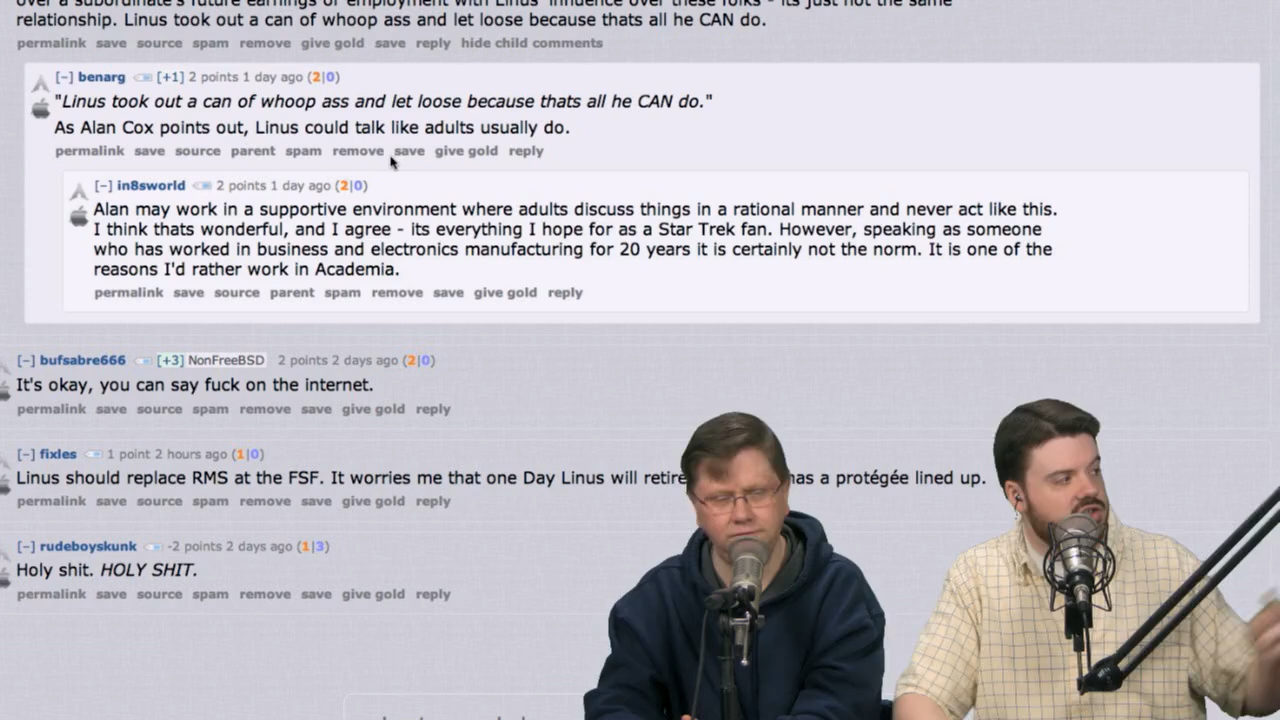 over a subordinate's future earnings or employment with Linus' influence over these folks - its just not the same
relationship. Linus took out a can of whoop ass and let loose because thats all he CAN do.
permalink save source spam remove give gold save reply hide child comments
[-] benarg [+1] 2 points 1 day ago (2|0)
"Linus took out a can of whoop ass and let loose because thats all he CAN do."
As Alan Cox points out, Linus could talk like adults usually do.
permalink save source parent spam remove save give gold reply
[-] in8sworld 2 points 1 day ago (2|0)
Alan may work in a supportive environment where adults discuss things in a rational manner and never act like this.
I think thats wonderful, and I agree - its everything I hope for as a Star Trek fan. However, speaking as someone
who has worked in business and electronics manufacturing for 20 years it is certainly not the norm. It is one of the
reasons I'd rather work in Academia.
permalink save source parent spam remove save give gold reply
[-] bufsabre666 [+3] NonFreeBSD 2 points 2 days ago (2|0)
It's okay, you can say fuck on the internet.
permalink save source spam remove save give gold reply
[-] fixles 1 point 2 hours ago (1|0)
Linus should replace RMS at the FSF. It worries me that one Day Linus will retire has a protégée lined up.
permalink save source spam remove save give gold reply
[-] rudeboyskunk -2 points 2 days ago (1|3)
Holy shit. HOLY SHIT.
permalink save source spam remove save give gold reply